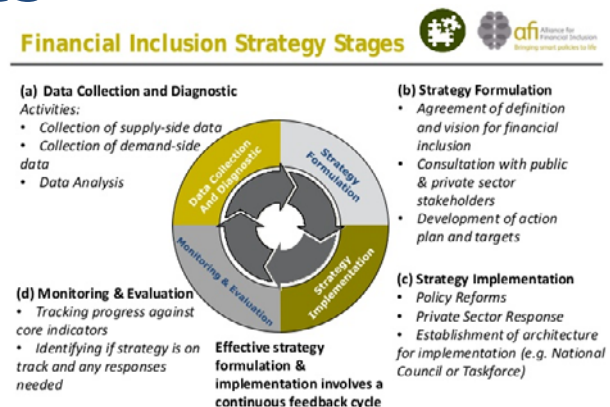 Financial Inclusion Strategy Stages
afi Alliance for
Financial Inclusion
Bringing smart policies to life
(a) Data Collection and Diagnostic
Activities:
• Collection of supply-side data
• Collection of demand-side
data
• Data Analysis
(b) Strategy Formulation
• Agreement of definition
and vision for financial
inclusion
• Consultation with public
& private sector
stakeholders
• Development of action
plan and targets
Data Collection
And Diagnostic
Strategy
Formulation
Monitoring & Evaluation
Strategy
Implementation
(c) Strategy Implementation
• Policy Reforms
• Private Sector Response
• Establishment of architecture
for implementation (e.g. National
Council or Taskforce)
(d) Monitoring & Evaluation
• Tracking progress against
core indicators
• Identifying if strategy is on
track and any responses
needed
Effective strategy
formulation &
implementation involves a
continuous feedback cycle